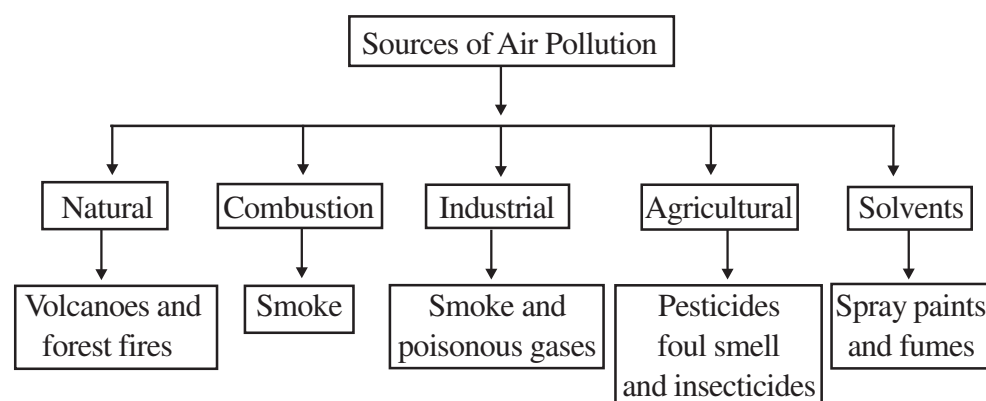 Sources of Air Pollution
Natural
Combustion
Industrial
Agricultural
Solvents
Volcanoes and
forest fires
Smoke
Smoke and
poisonous gases
Pesticides
foul smell
and insecticides
Spray paints
and fumes